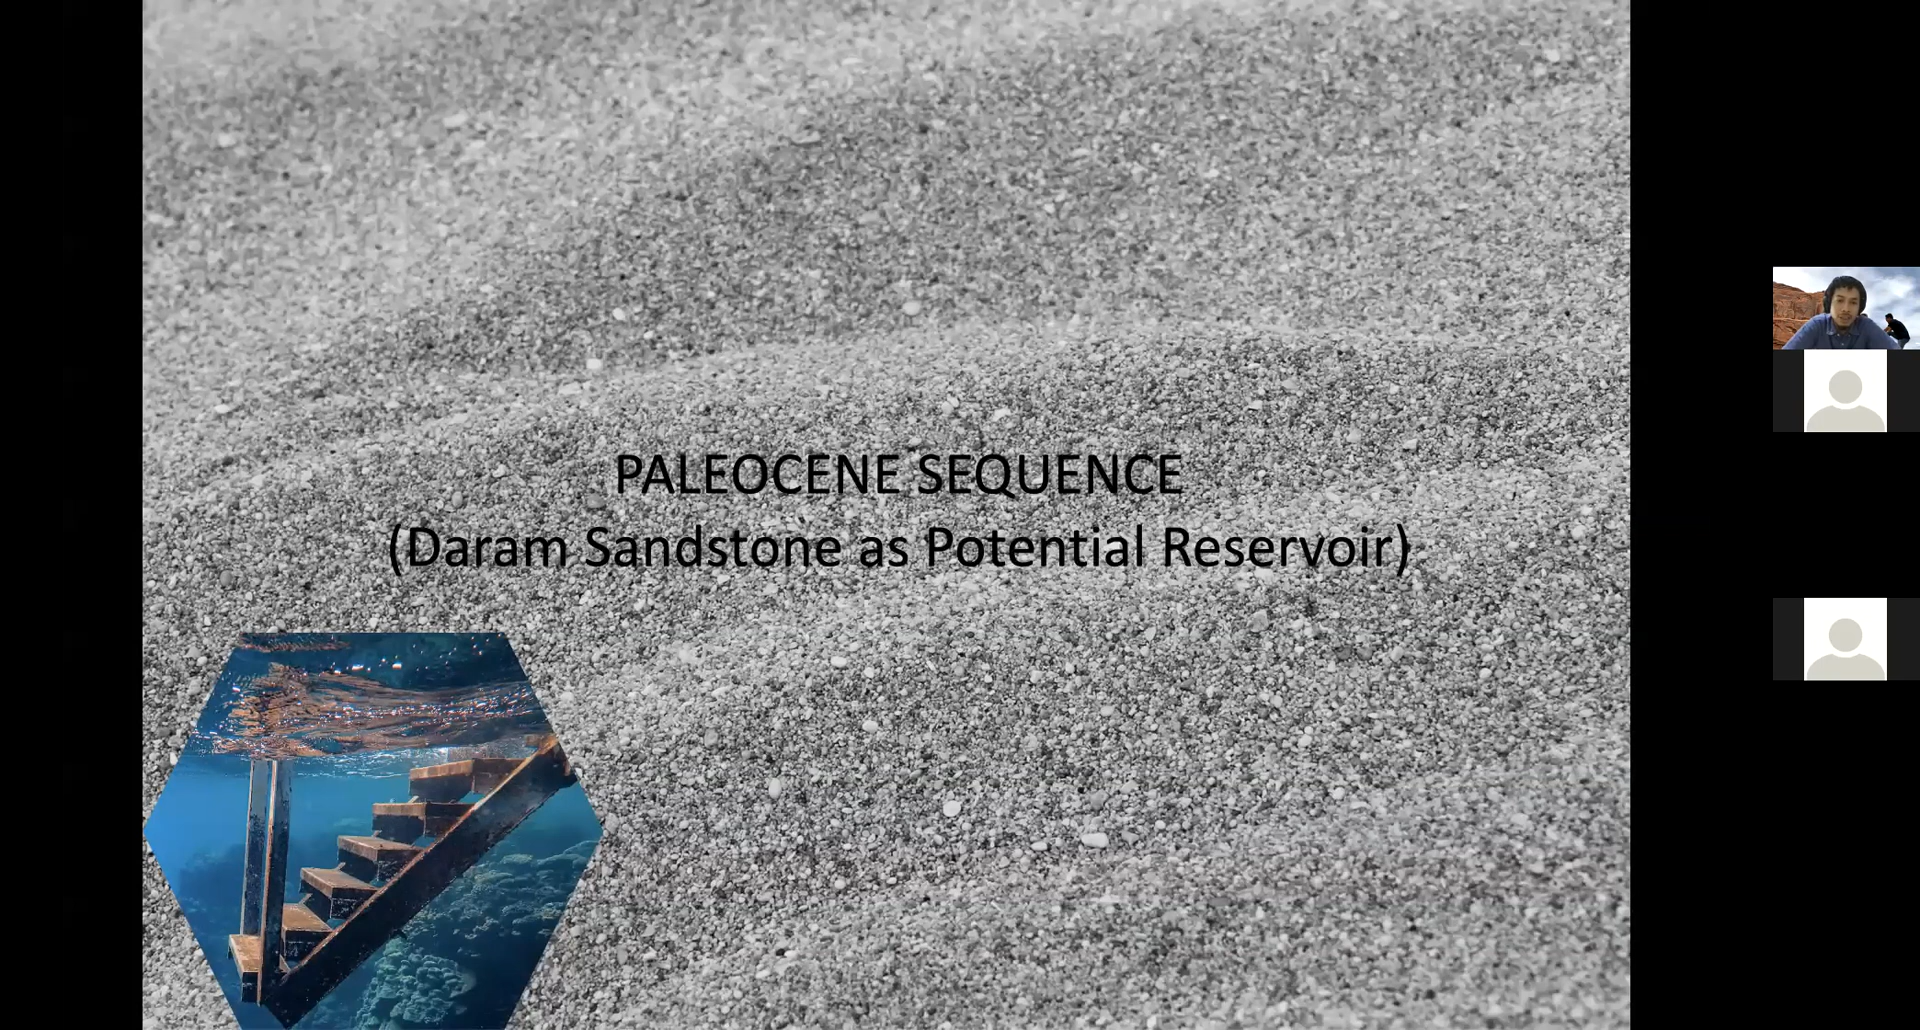 PALEOCENE SEQUENCE
(Daram Sandstone as Potential Reservoir)